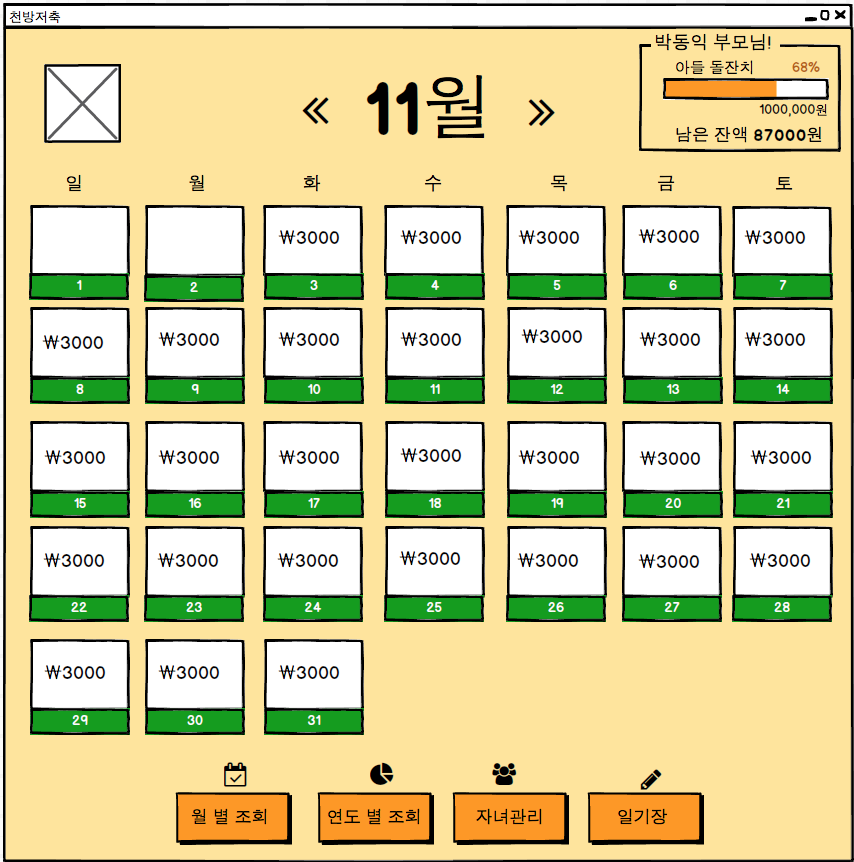 천방저축
박동익 부모님!
아들 돌잔치 68%
1000,000원
남은 잔액 87000원
11월
일 월 화 수 목 금 토
₩3000 ₩3000 ₩3000 ₩3000 ₩3000
1 2 3 4 5 6 7
₩3000 ₩3000 ₩3000 ₩3000 ₩3000 ₩3000 ₩3000
8 9 10 11 12 13 14
₩3000 ₩3000 ₩3000 ₩3000 ₩3000 ₩3000 ₩3000
15 16 17 18 19 20 21
₩3000 ₩3000 ₩3000 ₩3000 ₩3000 ₩3000 ₩3000
22 23 24 25 26 27 28
₩3000 ₩3000 ₩3000
29 30 31
월 별 조회 연도 별 조회 자녀관리 일기장